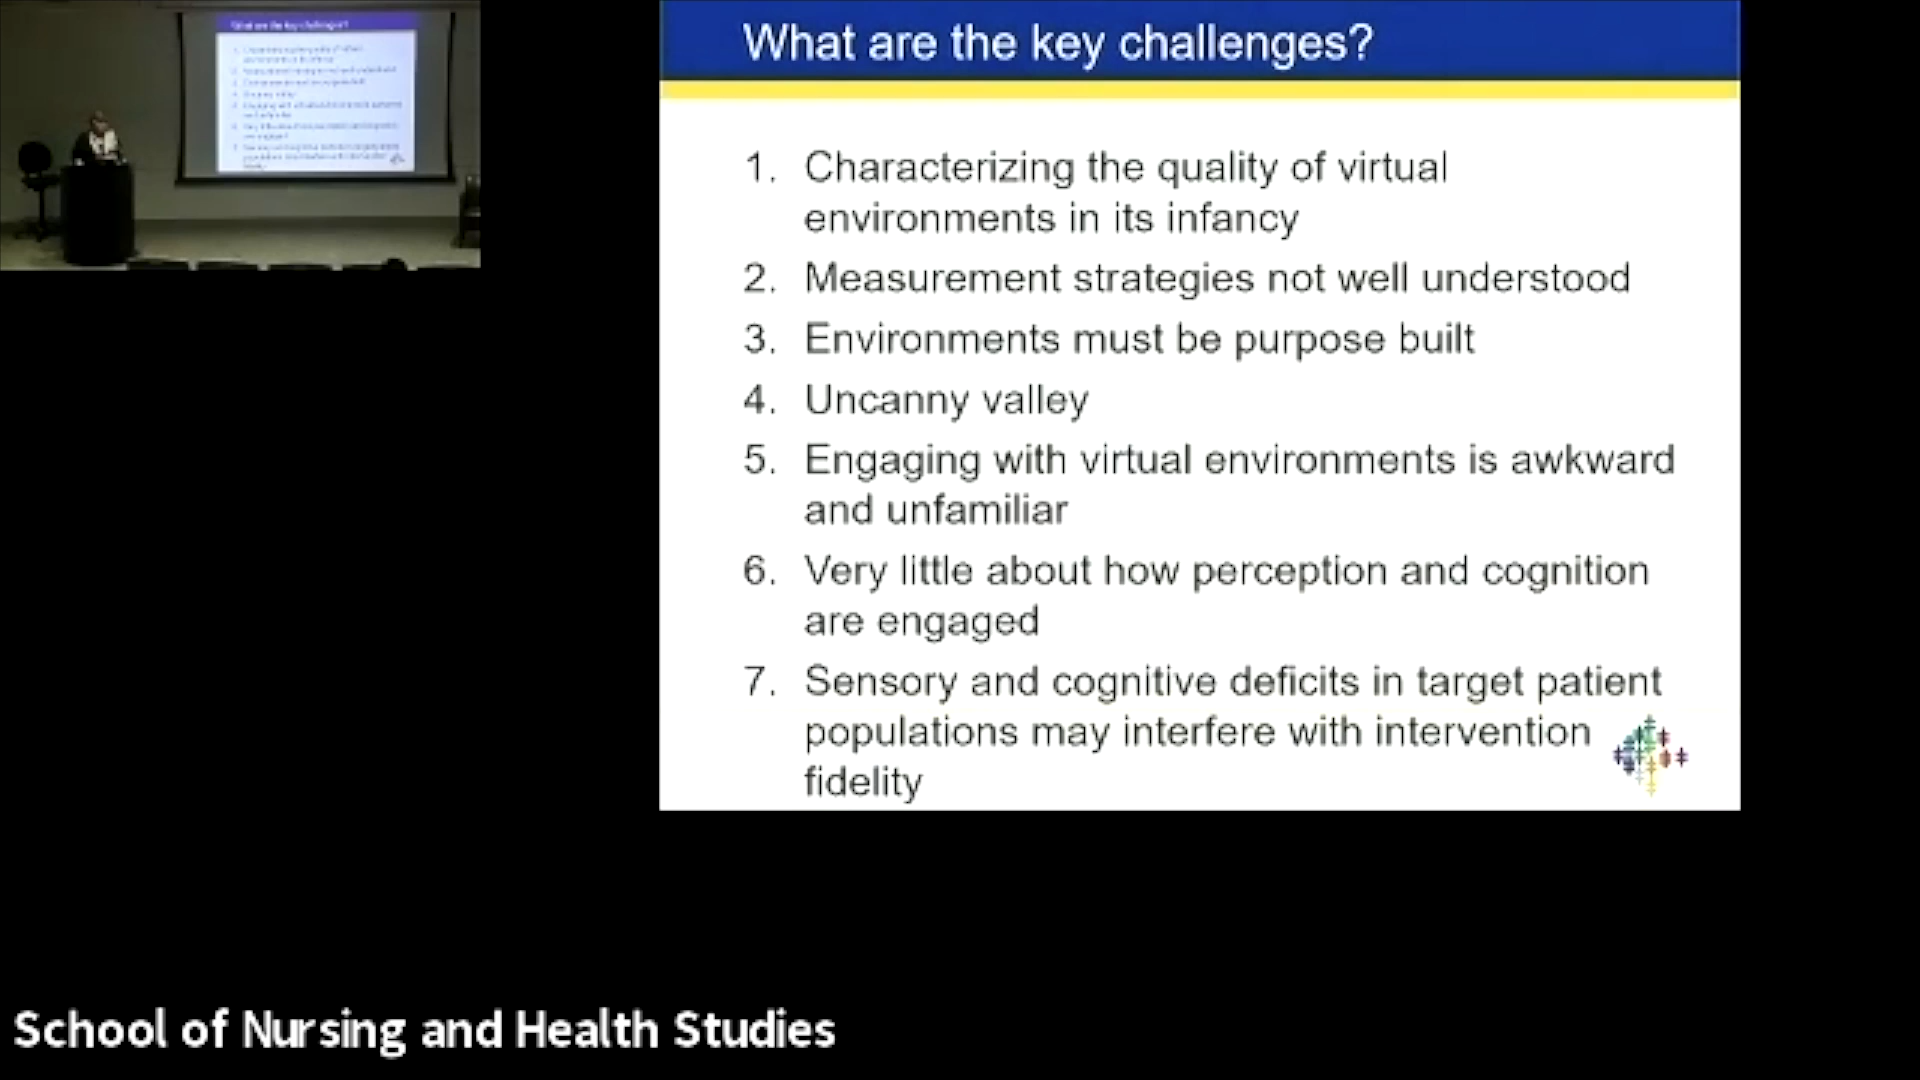 What are the key challenges?
1. Characterizing the quality of virtual
environments in its infancy
2. Measurement strategies not well understood
3. Environments must be purpose built
4. Uncanny valley
5. Engaging with virtual environments is awkward
and unfamiliar
6. Very little about how perception and cognition
are engaged
7. Sensory and cognitive deficits in target patient
populations may interfere with intervention
fidelity
School of Nursing and Health Studies